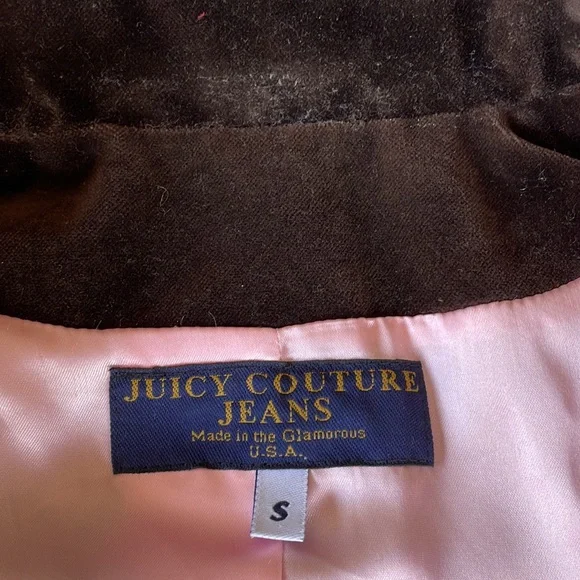 JUICY COUTURE
JEANS
Made in the Glamorous
U.S.A.
S